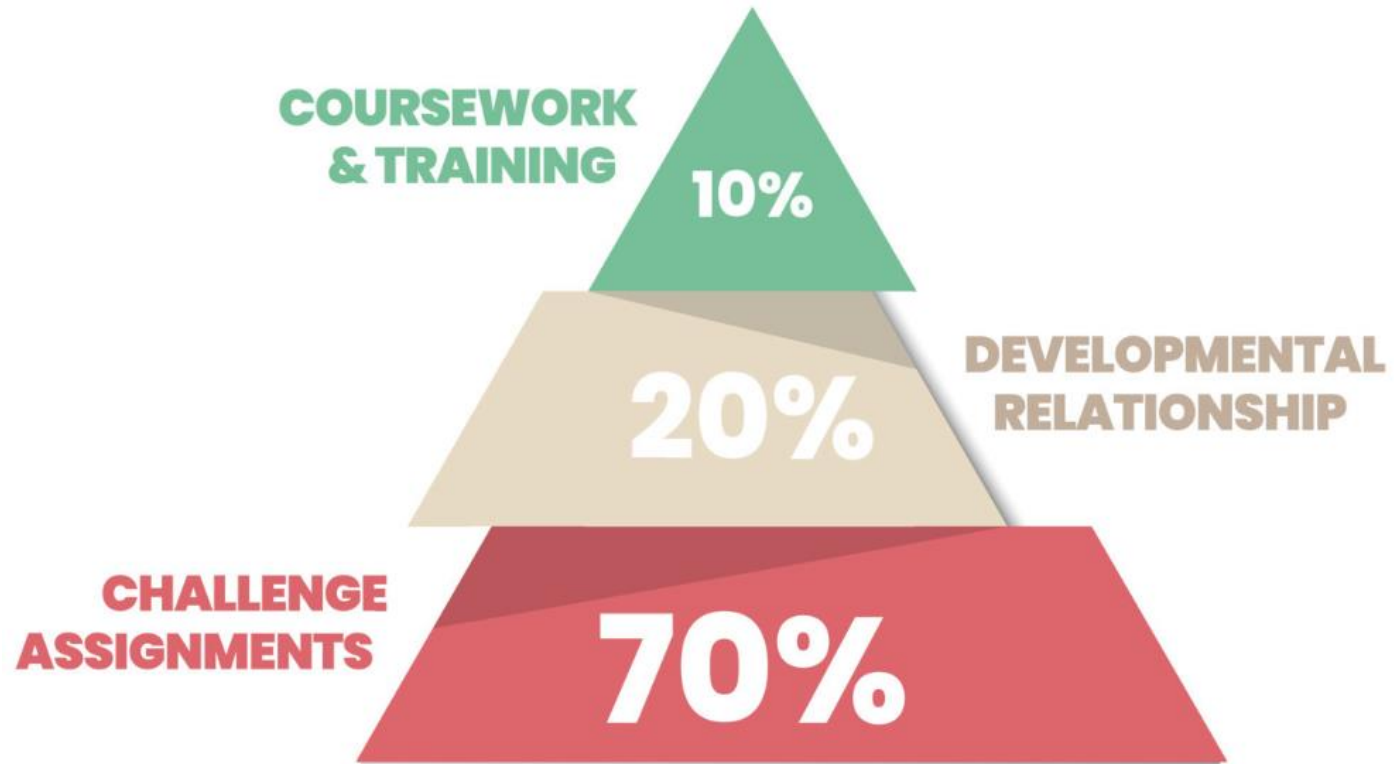 COURSEWORK
& TRAINING
10%
20%
DEVELOPMENTAL
RELATIONSHIP
CHALLENGE
ASSIGNMENTS
70%